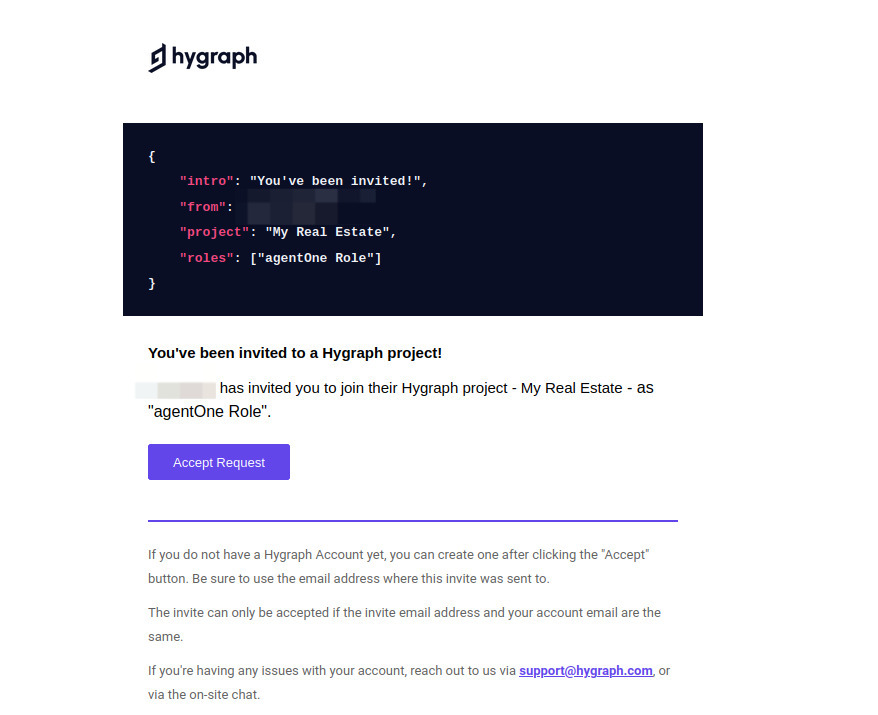 hygraph
{
"intro": "You've been invited!",
"from":
"project": "My Real Estate",
"roles": ["agentOne Role"]
}
You've been invited to a Hygraph project!
has invited you to join their Hygraph project - My Real Estate - as
"agentOne Role".
Accept Request
If you do not have a Hygraph Account yet, you can create one after clicking the "Accept"
button. Be sure to use the email address where this invite was sent to.
The invite can only be accepted if the invite email address and your account email are the
same.
If you're having any issues with your account, reach out to us via support@hygraph.com, or
via the on-site chat.